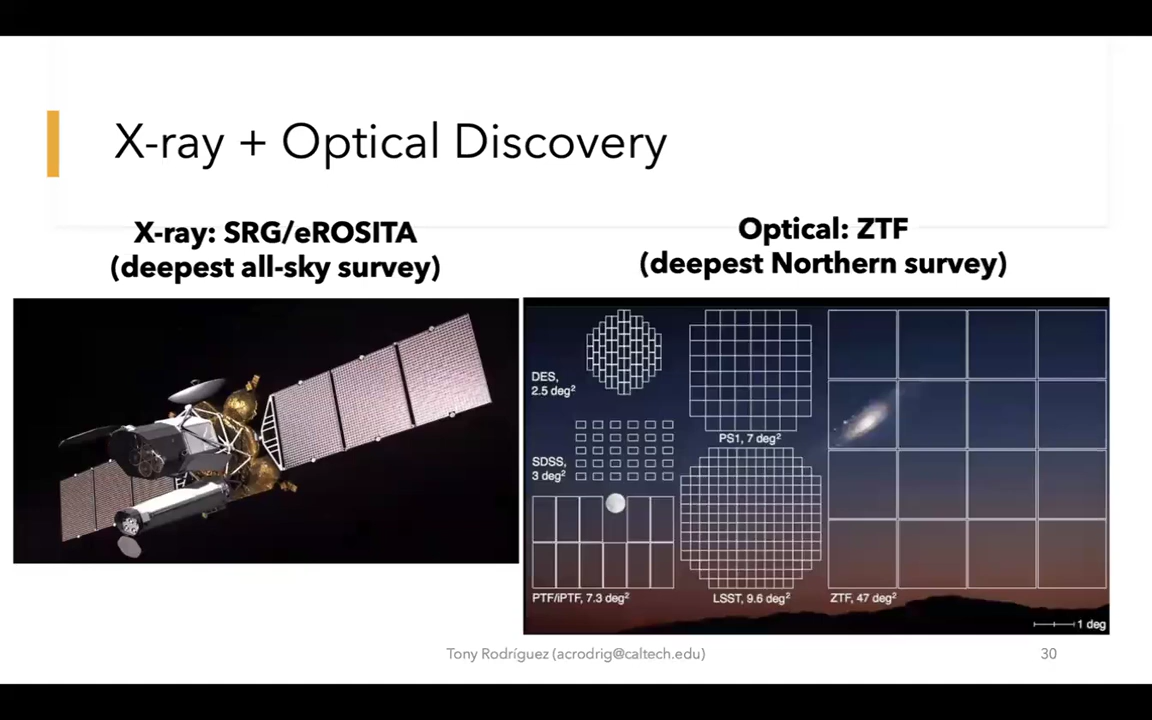 X-ray + Optical Discovery
X-ray: SRG/eROSITA
(deepest all-sky survey)
Optical: ZTF
(deepest Northern survey)
DES,
2.5 deg²
PS1, 7 deg²
SDSS,
3 deg²
PTF/iPTF, 7.3 deg²
LSST, 9.6 deg²
ZTF, 47 deg²
1 deg
Tony Rodríguez (acrodrig@caltech.edu)
30